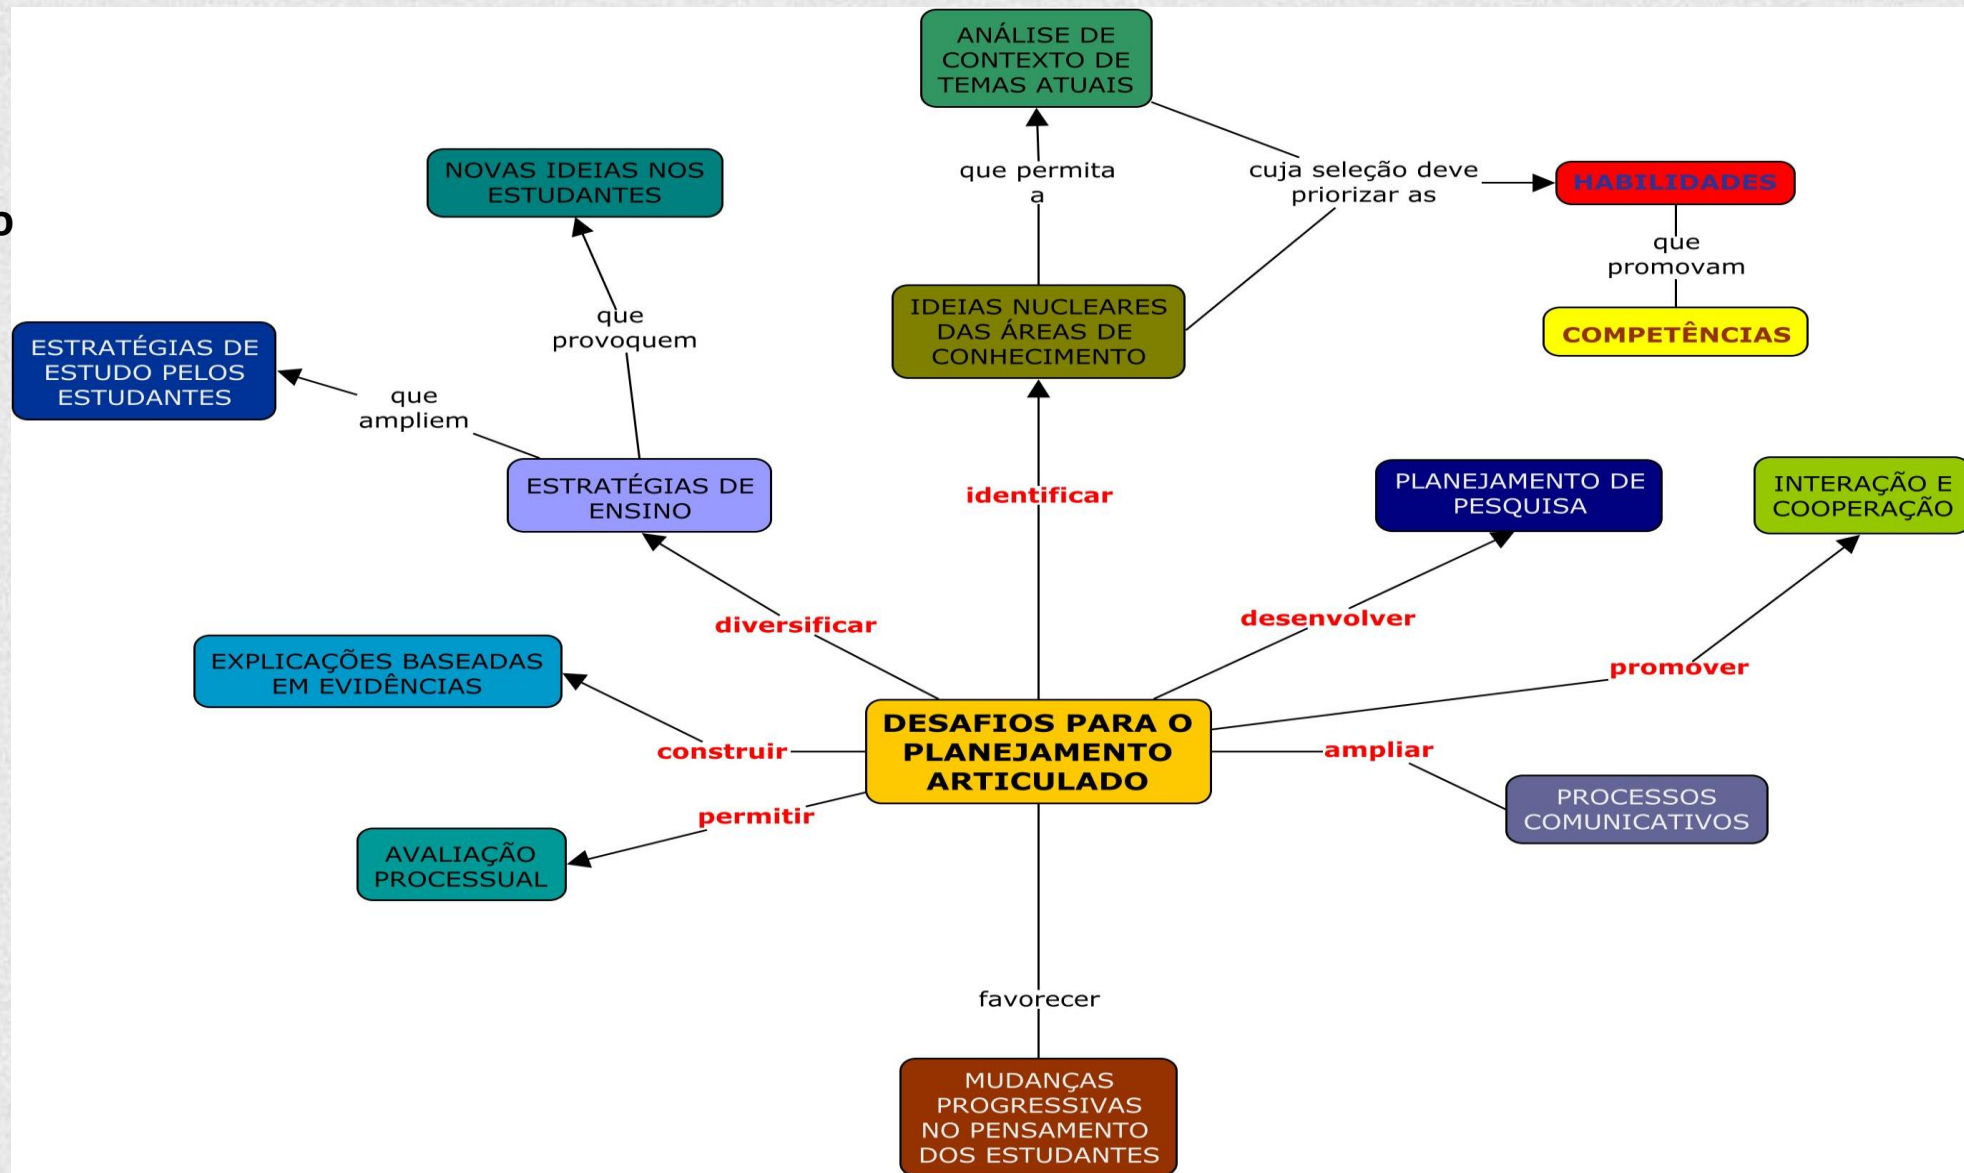 ANÁLISE DE
CONTEXTO DE
TEMAS ATUAIS
NOVAS IDEIAS NOS
ESTUDANTES
que permita
a
cuja seleção deve
priorizar as
HABILIDADES
que
promovam
COMPETÊNCIAS
o
IDEIAS NUCLEARES
DAS ÁREAS DE
CONHECIMENTO
que
provoquem
ESTRATÉGIAS DE
ESTUDO PELOS
ESTUDANTES
que
ampliem
ESTRATÉGIAS DE
ENSINO
identificar
PLANEJAMENTO DE
PESQUISA
INTERAÇÃO E
COOPERAÇÃO
diversificar
desenvolver
promover
EXPLICAÇÕES BASEADAS
EM EVIDÊNCIAS
construir
DESAFIOS PARA O
PLANEJAMENTO
ARTICULADO
ampliar
PROCESSOS
COMUNICATIVOS
permitir
AVALIAÇÃO
PROCESSUAL
favorecer
MUDANÇAS
PROGRESSIVAS
NO PENSAMENTO
DOS ESTUDANTES